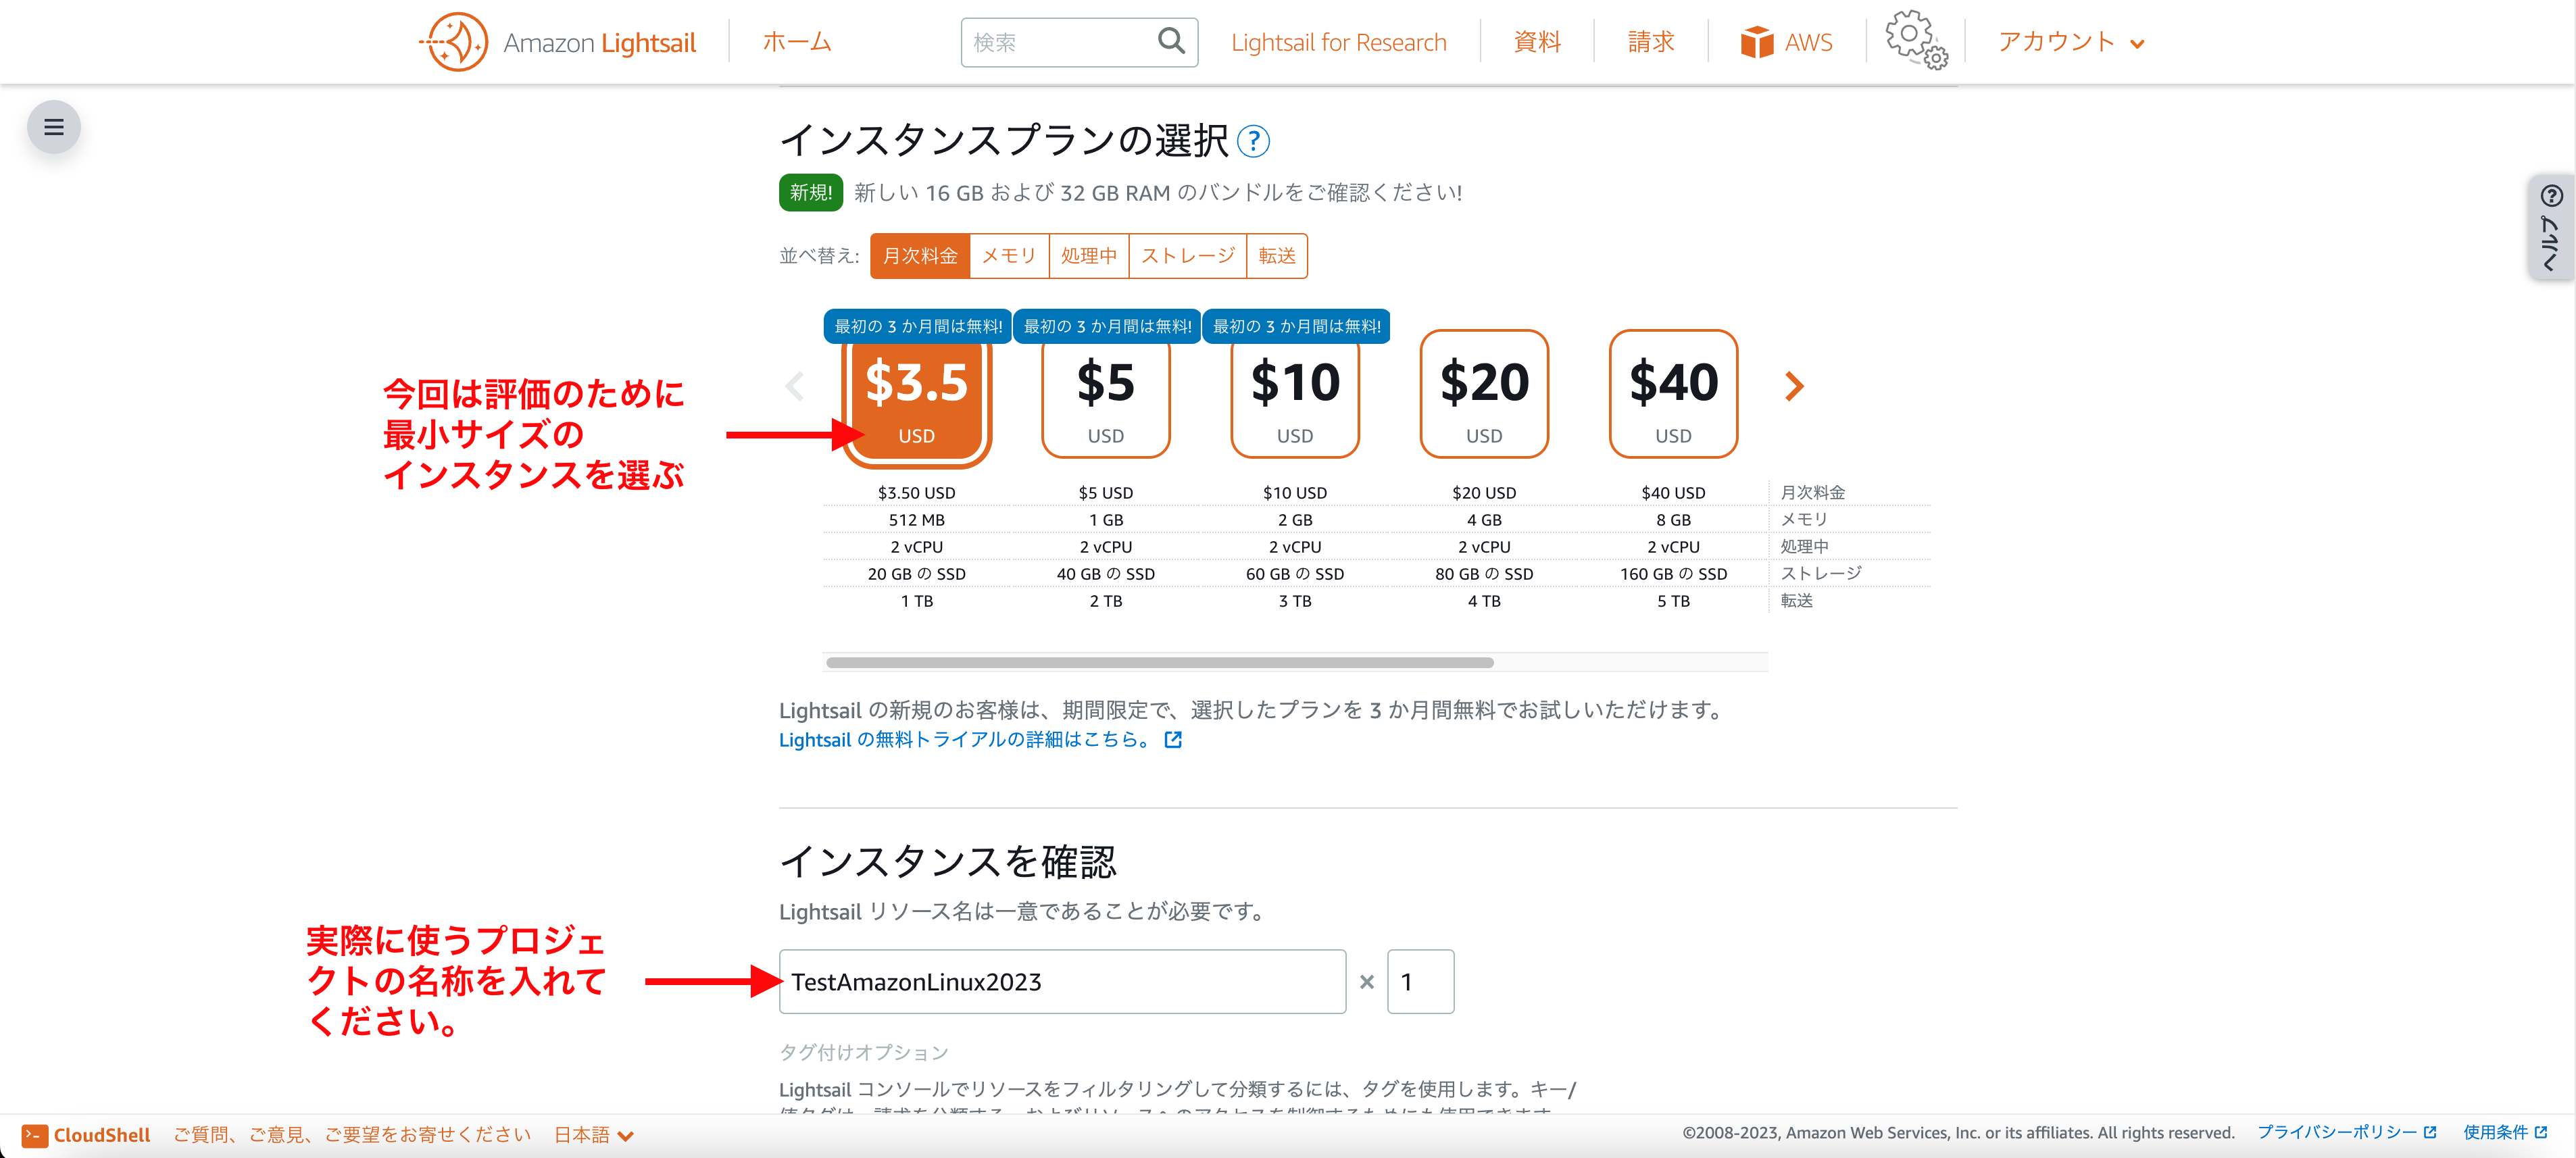 Amazon Lightsail
ホーム
検索
Lightsail for Research
資料
請求
AWS
アカウント
インスタンスプランの選択 ?
新規! 新しい 16 GB および 32 GB RAM のバンドルをご確認ください!
ヘルプ ?
並べ替え: 月次料金 メモリ 処理中 ストレージ 転送
最初の 3 か月間は無料! 最初の 3 か月間は無料! 最初の 3 か月間は無料!
$3.5 $5 $10 $20 $40
USD USD USD USD USD
今回は評価のために
最小サイズの
インスタンスを選ぶ
$3.50 USD $5 USD $10 USD $20 USD $40 USD 月次料金
512 MB 1 GB 2 GB 4 GB 8 GB メモリ
2 vCPU 2 vCPU 2 vCPU 2 vCPU 2 vCPU 処理中
20 GB の SSD 40 GB の SSD 60 GB の SSD 80 GB の SSD 160 GB の SSD ストレージ
1 TB 2 TB 3 TB 4 TB 5 TB 転送
Lightsail の新規のお客様は、期間限定で、選択したプランを 3 か月間無料でお試しいただけます。
Lightsail の無料トライアルの詳細はこちら。
インスタンスを確認
Lightsail リソース名は一意であることが必要です。
実際に使うプロジェ
クトの名称を入れて
ください。
TestAmazonLinux2023 × 1
タグ付けオプション
Lightsail コンソールでリソースをフィルタリングして分類するには、タグを使用します。キー/
CloudShell ご質問、ご意見、ご要望をお寄せください 日本語
©2008-2023, Amazon Web Services, Inc. or its affiliates. All rights reserved. プライバシーポリシー 使用条件